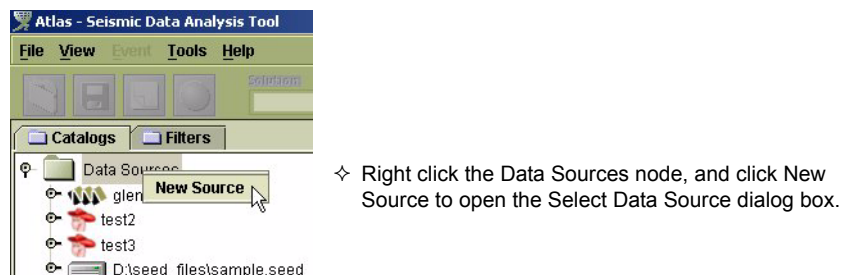 Atlas - Seismic Data Analysis Tool
File View Event Tools Help
Solution:
Catalogs Filters
Data Sources
New Source
glen
test2
test3
D:\seed_files\sample.seed
✧ Right click the Data Sources node, and click New
Source to open the Select Data Source dialog box.